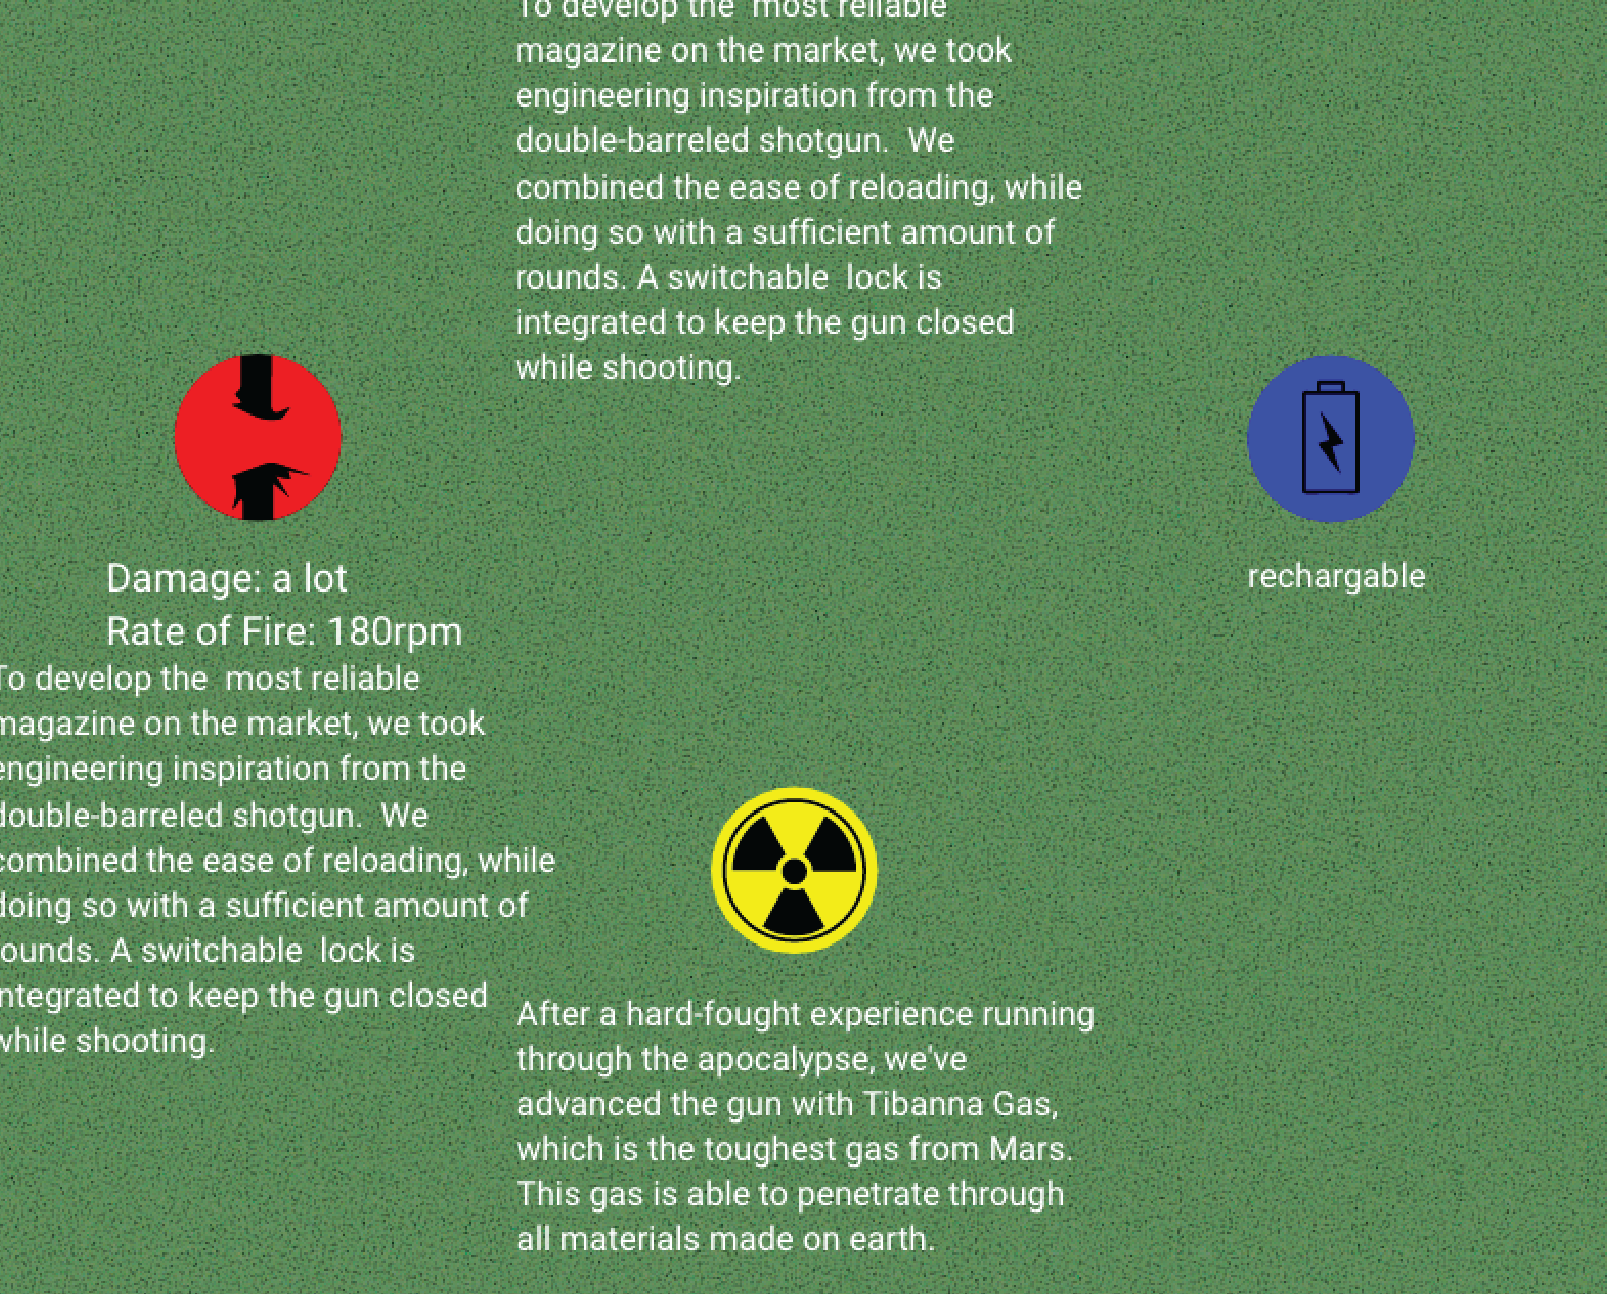 To develop the  most reliable
magazine on the market, we took
engineering inspiration from the
double-barreled shotgun.  We
combined the ease of reloading, while
doing so with a sufficient amount of
rounds. A switchable  lock is
integrated to keep the gun closed
while shooting.
Damage: a lot
Rate of Fire: 180rpm
To develop the  most reliable
magazine on the market, we took
engineering inspiration from the
double-barreled shotgun.  We
combined the ease of reloading, while
doing so with a sufficient amount of
rounds. A switchable  lock is
integrated to keep the gun closed
while shooting.
rechargable
After a hard-fought experience running
through the apocalypse, we've
advanced the gun with Tibanna Gas,
which is the toughest gas from Mars.
This gas is able to penetrate through
all materials made on earth.